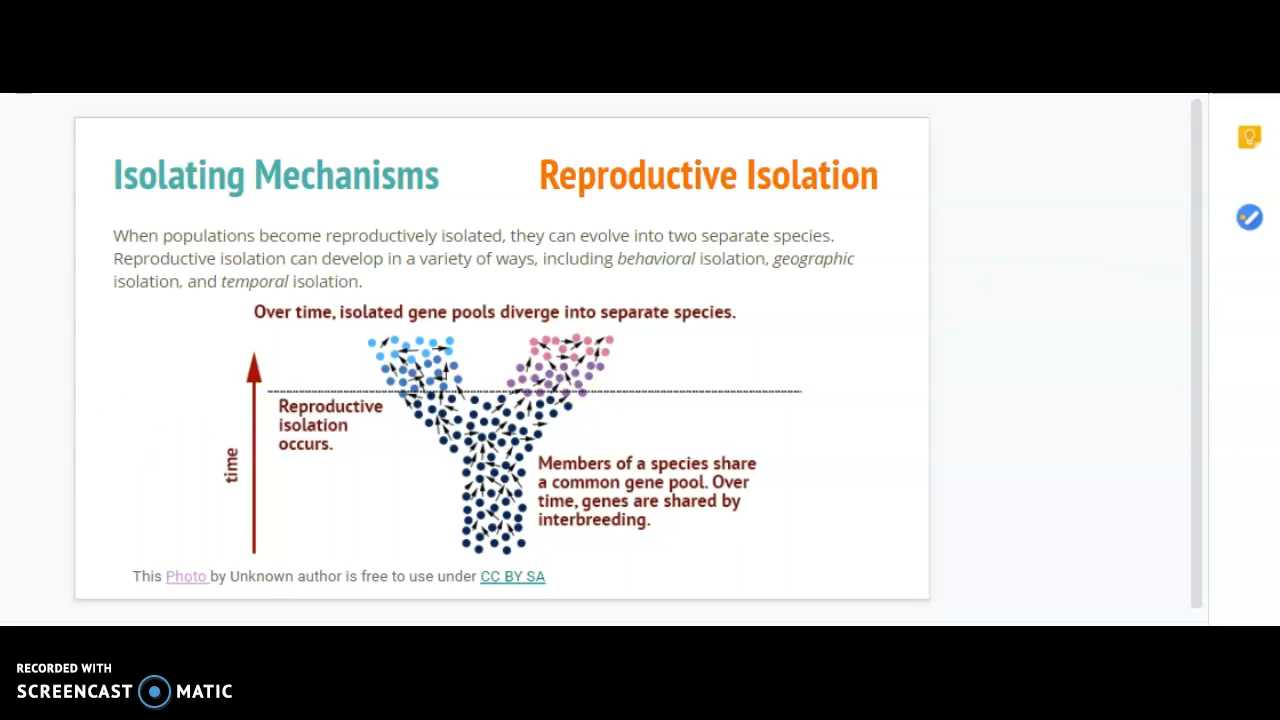 Isolating Mechanisms
Reproductive Isolation
When populations become reproductively isolated, they can evolve into two separate species.
Reproductive isolation can develop in a variety of ways, including behavioral isolation, geographic
isolation, and temporal isolation.
Over time, isolated gene pools diverge into separate species.
Reproductive
isolation
occurs.
time
Members of a species share
a common gene pool. Over
time, genes are shared by
interbreeding.
This Photo by Unknown author is free to use under CC BY SA
RECORDED WITH
SCREENCAST MATIC